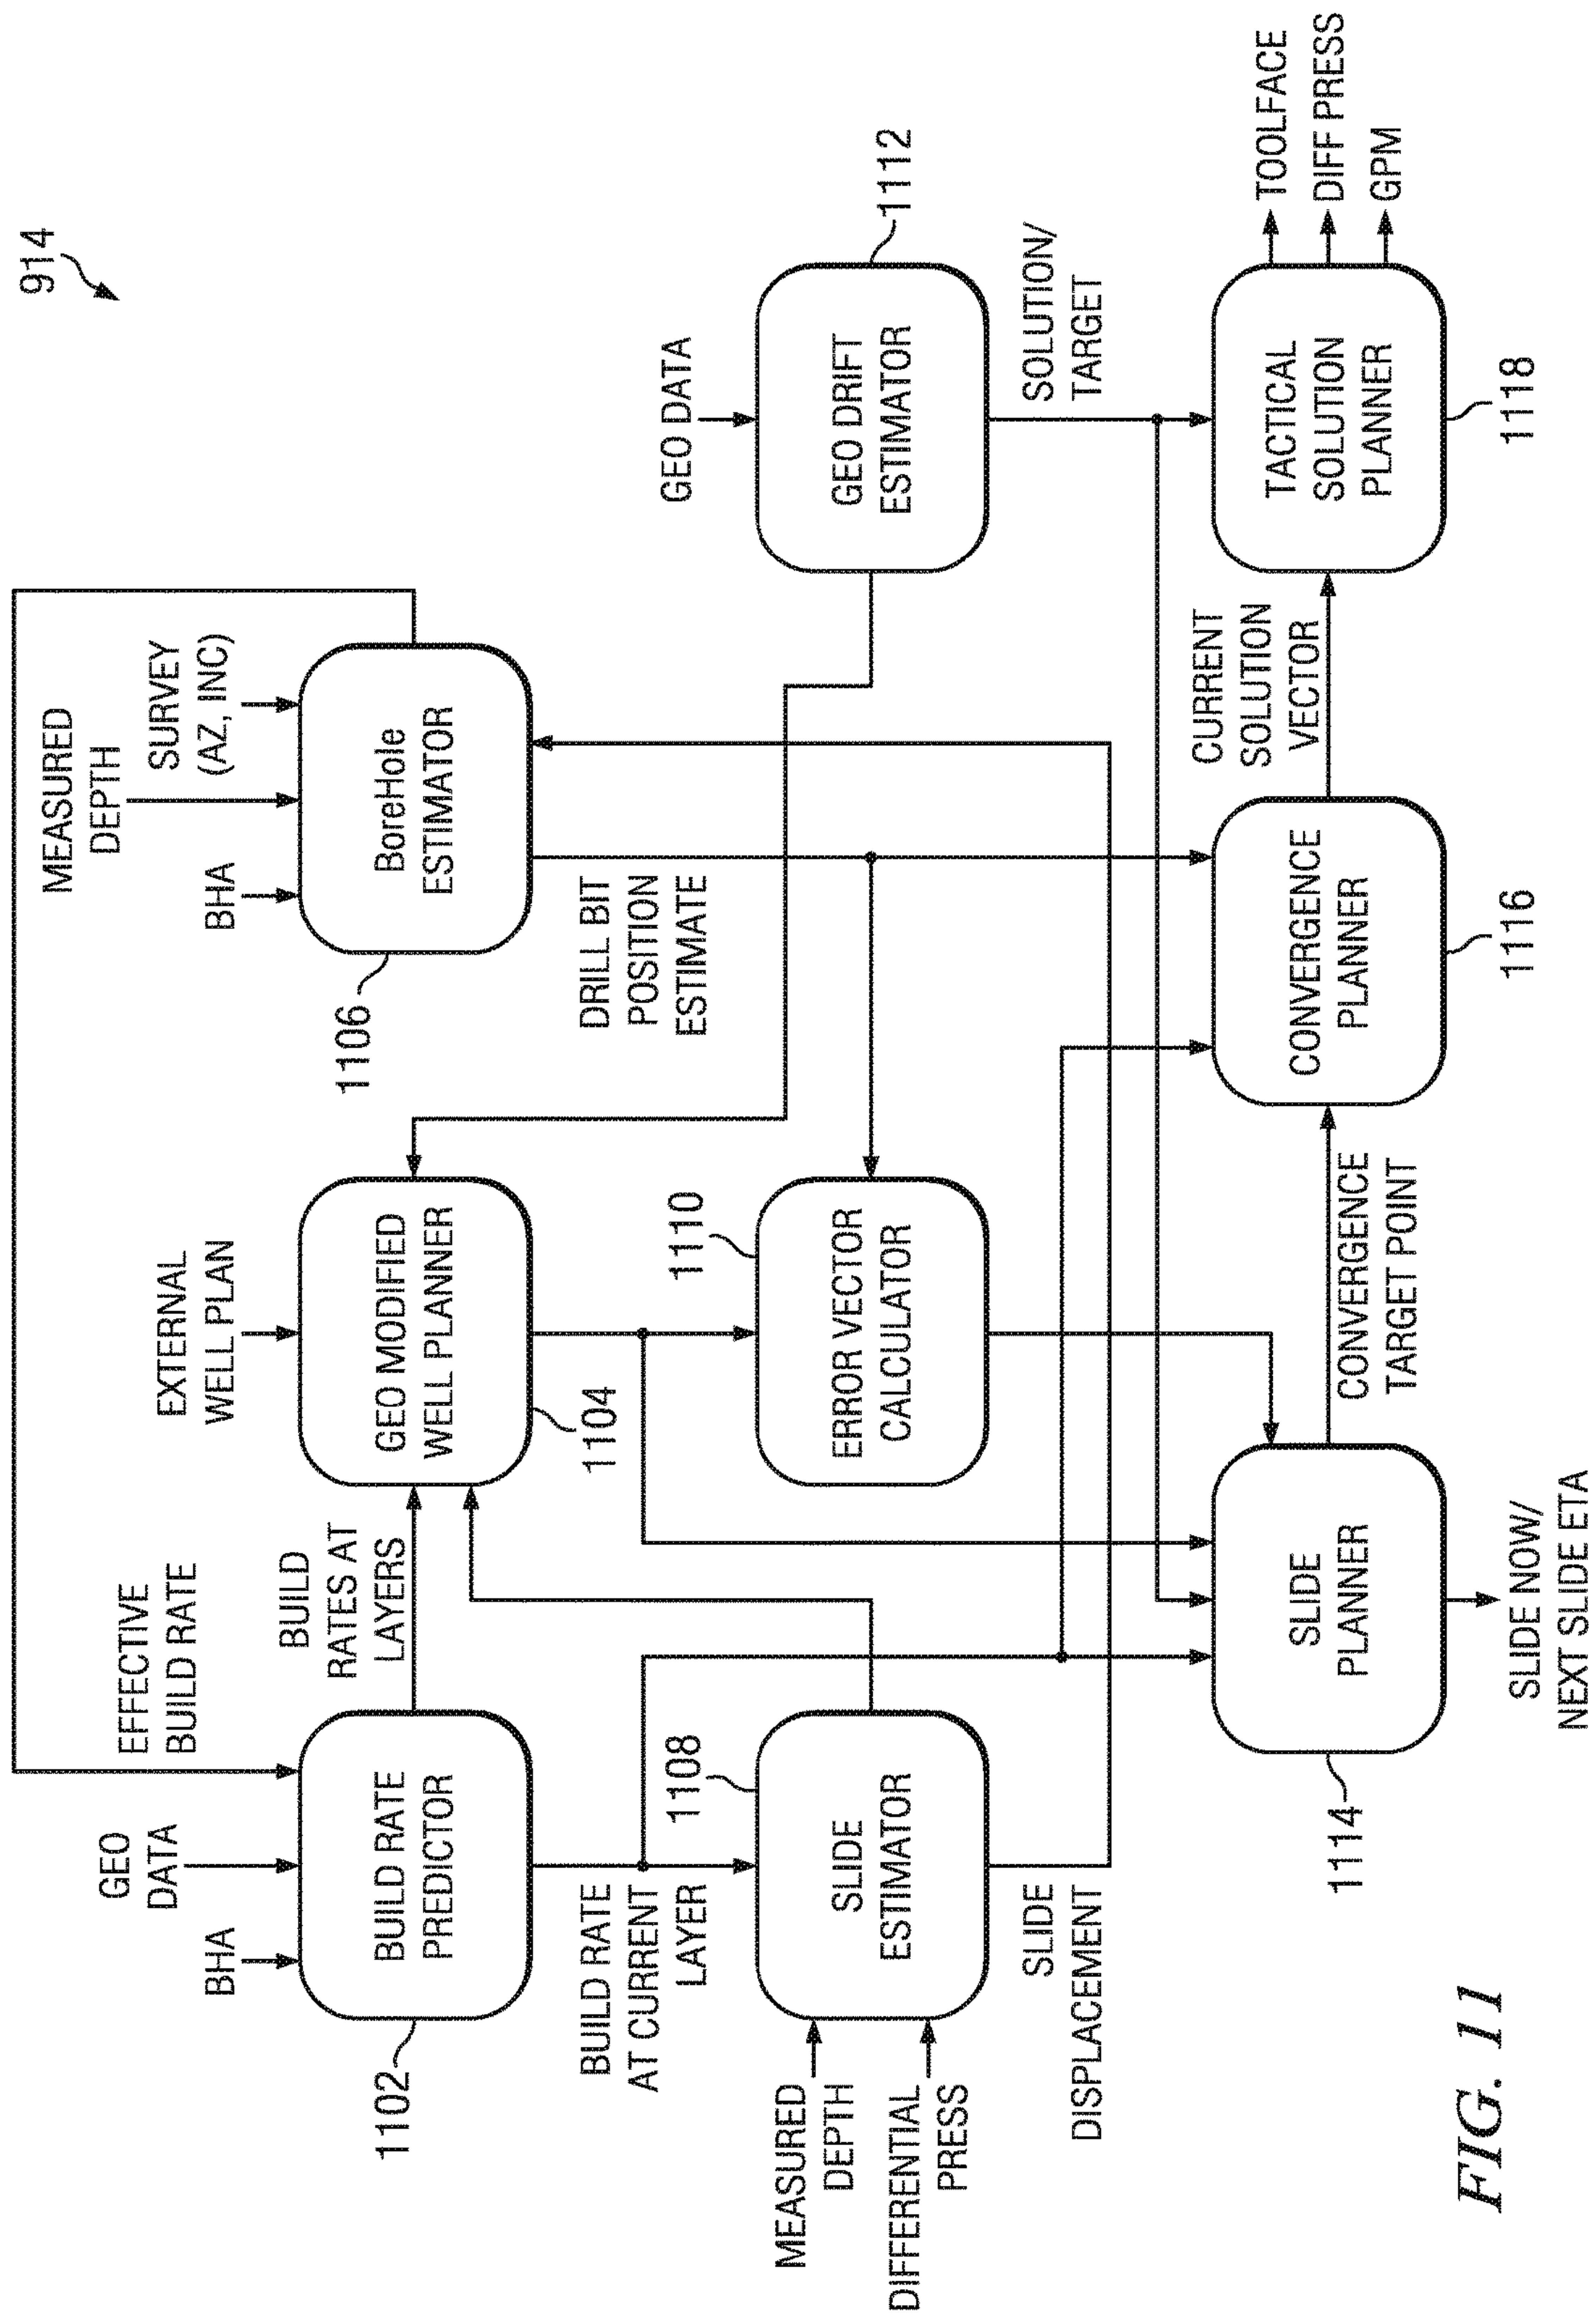 914
MEASURED
DEPTH
SURVEY
(AZ, INC)
BHA
BoreHole
ESTIMATOR
1106
EXTERNAL
WELL PLAN
GEO MODIFIED
WELL PLANNER
1104
EFFECTIVE
BUILD RATE
GEO
DATA
BHA
BUILD
RATES AT
LAYERS
BUILD RATE
PREDICTOR
1102
BUILD RATE
AT CURRENT
LAYER
DRILL BIT
POSITION
ESTIMATE
GEO DATA
GEO DRIFT
ESTIMATOR
1112
ERROR VECTOR
CALCULATOR
1110
SLIDE
ESTIMATOR
1108
MEASURED
DEPTH
DIFFERENTIAL
PRESS
SLIDE
DISPLACEMENT
SOLUTION/
TARGET
SLIDE
PLANNER
1114
SLIDE NOW/
NEXT SLIDE ETA
CONVERGENCE
TARGET POINT
CONVERGENCE
PLANNER
1116
CURRENT
SOLUTION
VECTOR
TACTICAL
SOLUTION
PLANNER
1118
TOOLFACE
DIFF PRESS
GPM
FIG. 11